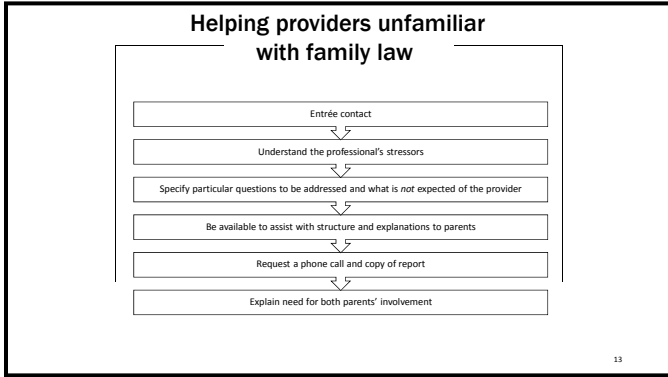 Helping providers unfamiliar
with family law
Entrée contact
Understand the professional's stressors
Specify particular questions to be addressed and what is not expected of the provider
Be available to assist with structure and explanations to parents
Request a phone call and copy of report
Explain need for both parents' involvement
13